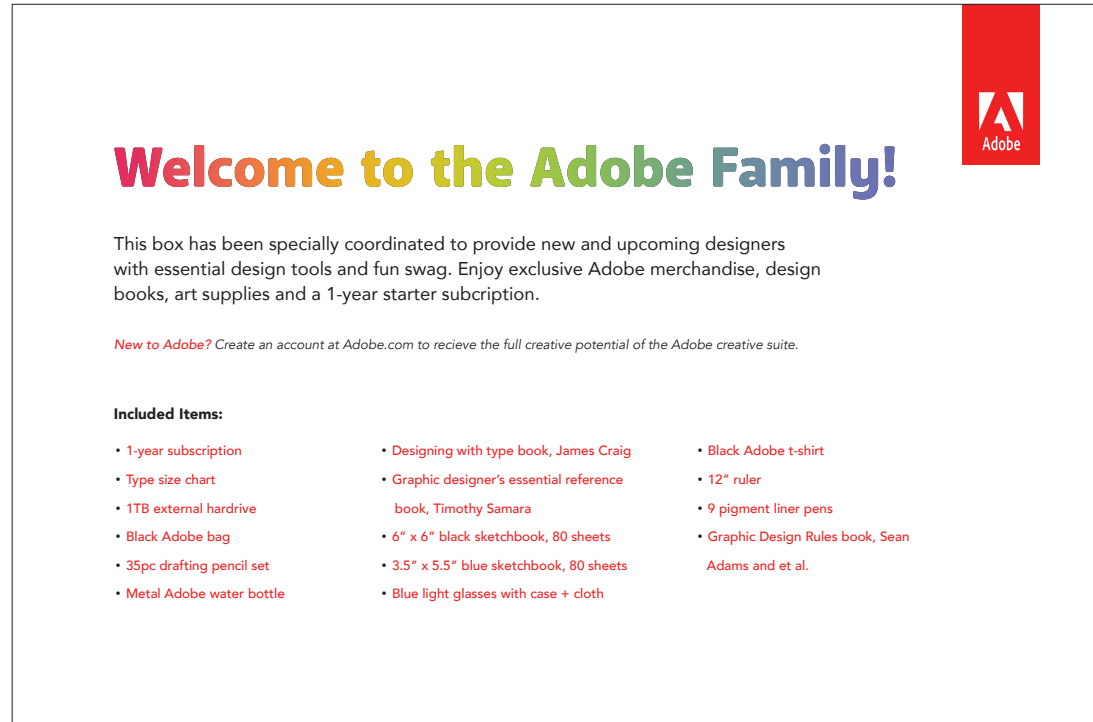 Adobe
Welcome to the Adobe Family!
This box has been specially coordinated to provide new and upcoming designers
with essential design tools and fun swag. Enjoy exclusive Adobe merchandise, design
books, art supplies and a 1-year starter subcription.
New to Adobe? Create an account at Adobe.com to recieve the full creative potential of the Adobe creative suite.
Included Items:
• 1-year subscription
• Type size chart
• 1TB external hardrive
• Black Adobe bag
• 35pc drafting pencil set
• Metal Adobe water bottle
• Designing with type book, James Craig
• Graphic designer’s essential reference
book, Timothy Samara
• 6” x 6” black sketchbook, 80 sheets
• 3.5” x 5.5” blue sketchbook, 80 sheets
• Blue light glasses with case + cloth
• Black Adobe t-shirt
• 12” ruler
• 9 pigment liner pens
• Graphic Design Rules book, Sean
Adams and et al.